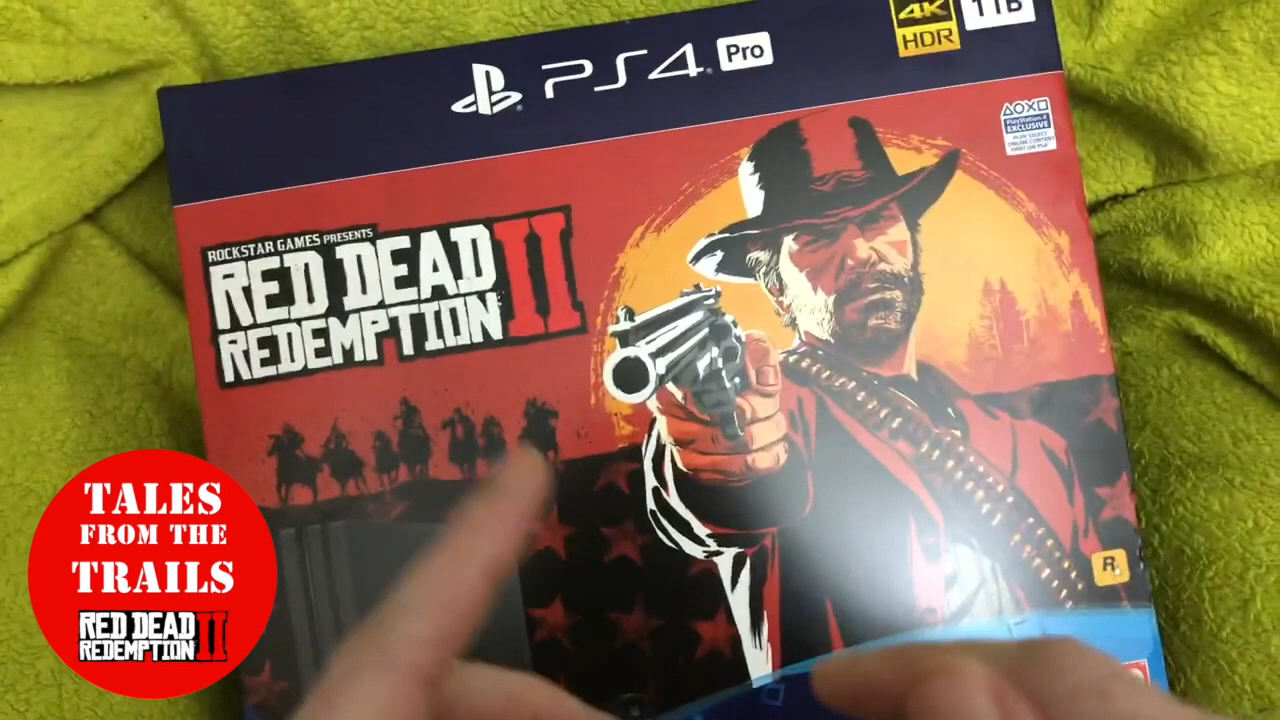 PS4 Pro
4K
HDR
1TB
PlayStation 4
EXCLUSIVE
ROCKSTAR GAMES PRESENTS
RED DEAD
REDEMPTION II
R
TALES
FROM THE
TRAILS
RED DEAD
REDEMPTION II